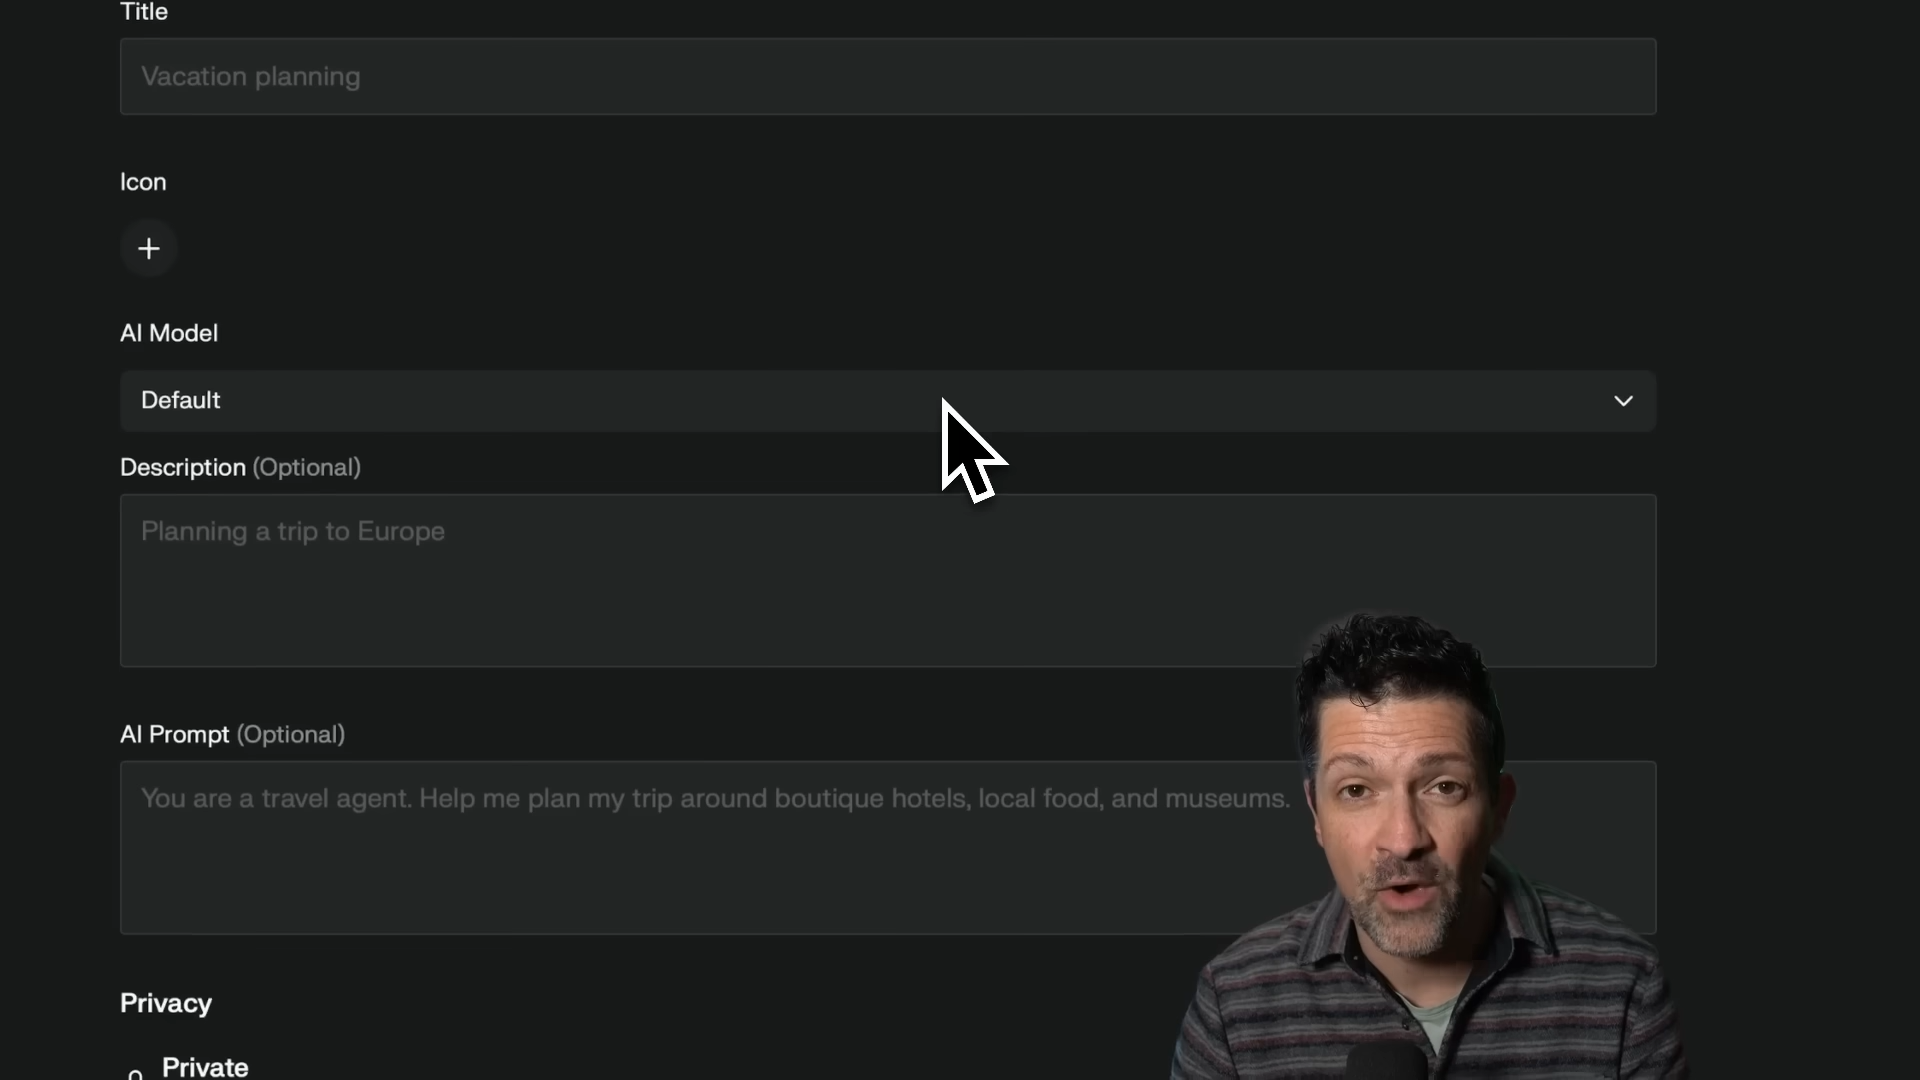 Title
Vacation planning
Icon
AI Model
Default
Description (Optional)
Planning a trip to Europe
AI Prompt (Optional)
You are a travel agent. Help me plan my trip around boutique hotels, local food, and museums.
Privacy
Private